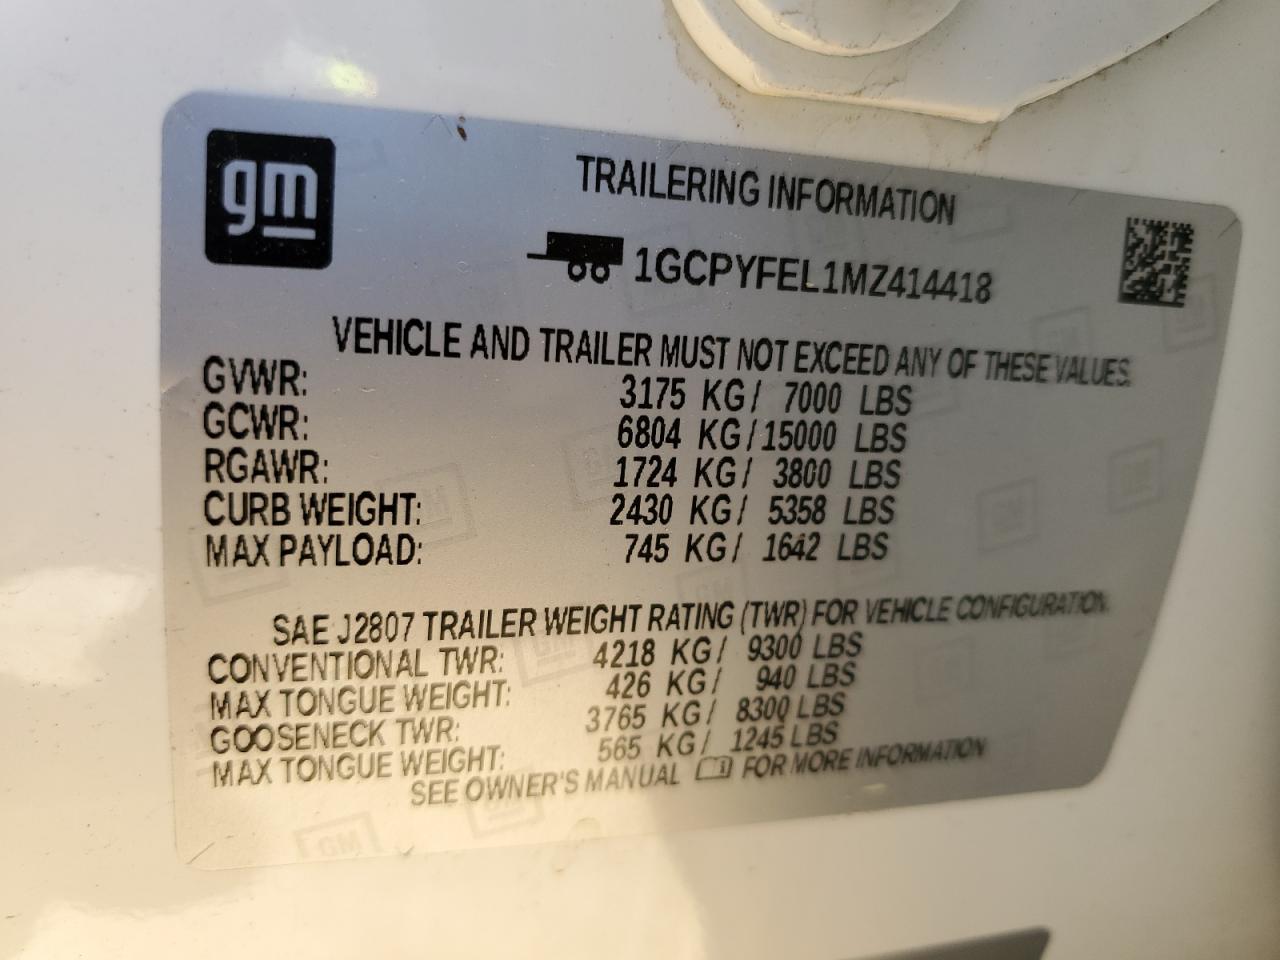 gm
TRAILERING INFORMATION
1GCPYFEL1MZ414418
VEHICLE AND TRAILER MUST NOT EXCEED ANY OF THESE VALUES.
GVWR: 3175 KG/ 7000 LBS
GCWR: 6804 KG/15000 LBS
RGAWR: 1724 KG/ 3800 LBS
CURB WEIGHT: 2430 KG/ 5358 LBS
MAX PAYLOAD: 745 KG/ 1642 LBS
SAE J2807 TRAILER WEIGHT RATING (TWR) FOR VEHICLE CONFIGURATION.
CONVENTIONAL TWR: 4218 KG/ 9300 LBS
MAX TONGUE WEIGHT: 426 KG/ 940 LBS
GOOSENECK TWR: 3765 KG/ 8300 LBS
MAX TONGUE WEIGHT: 565 KG/ 1245 LBS
SEE OWNER'S MANUAL FOR MORE INFORMATION
GM